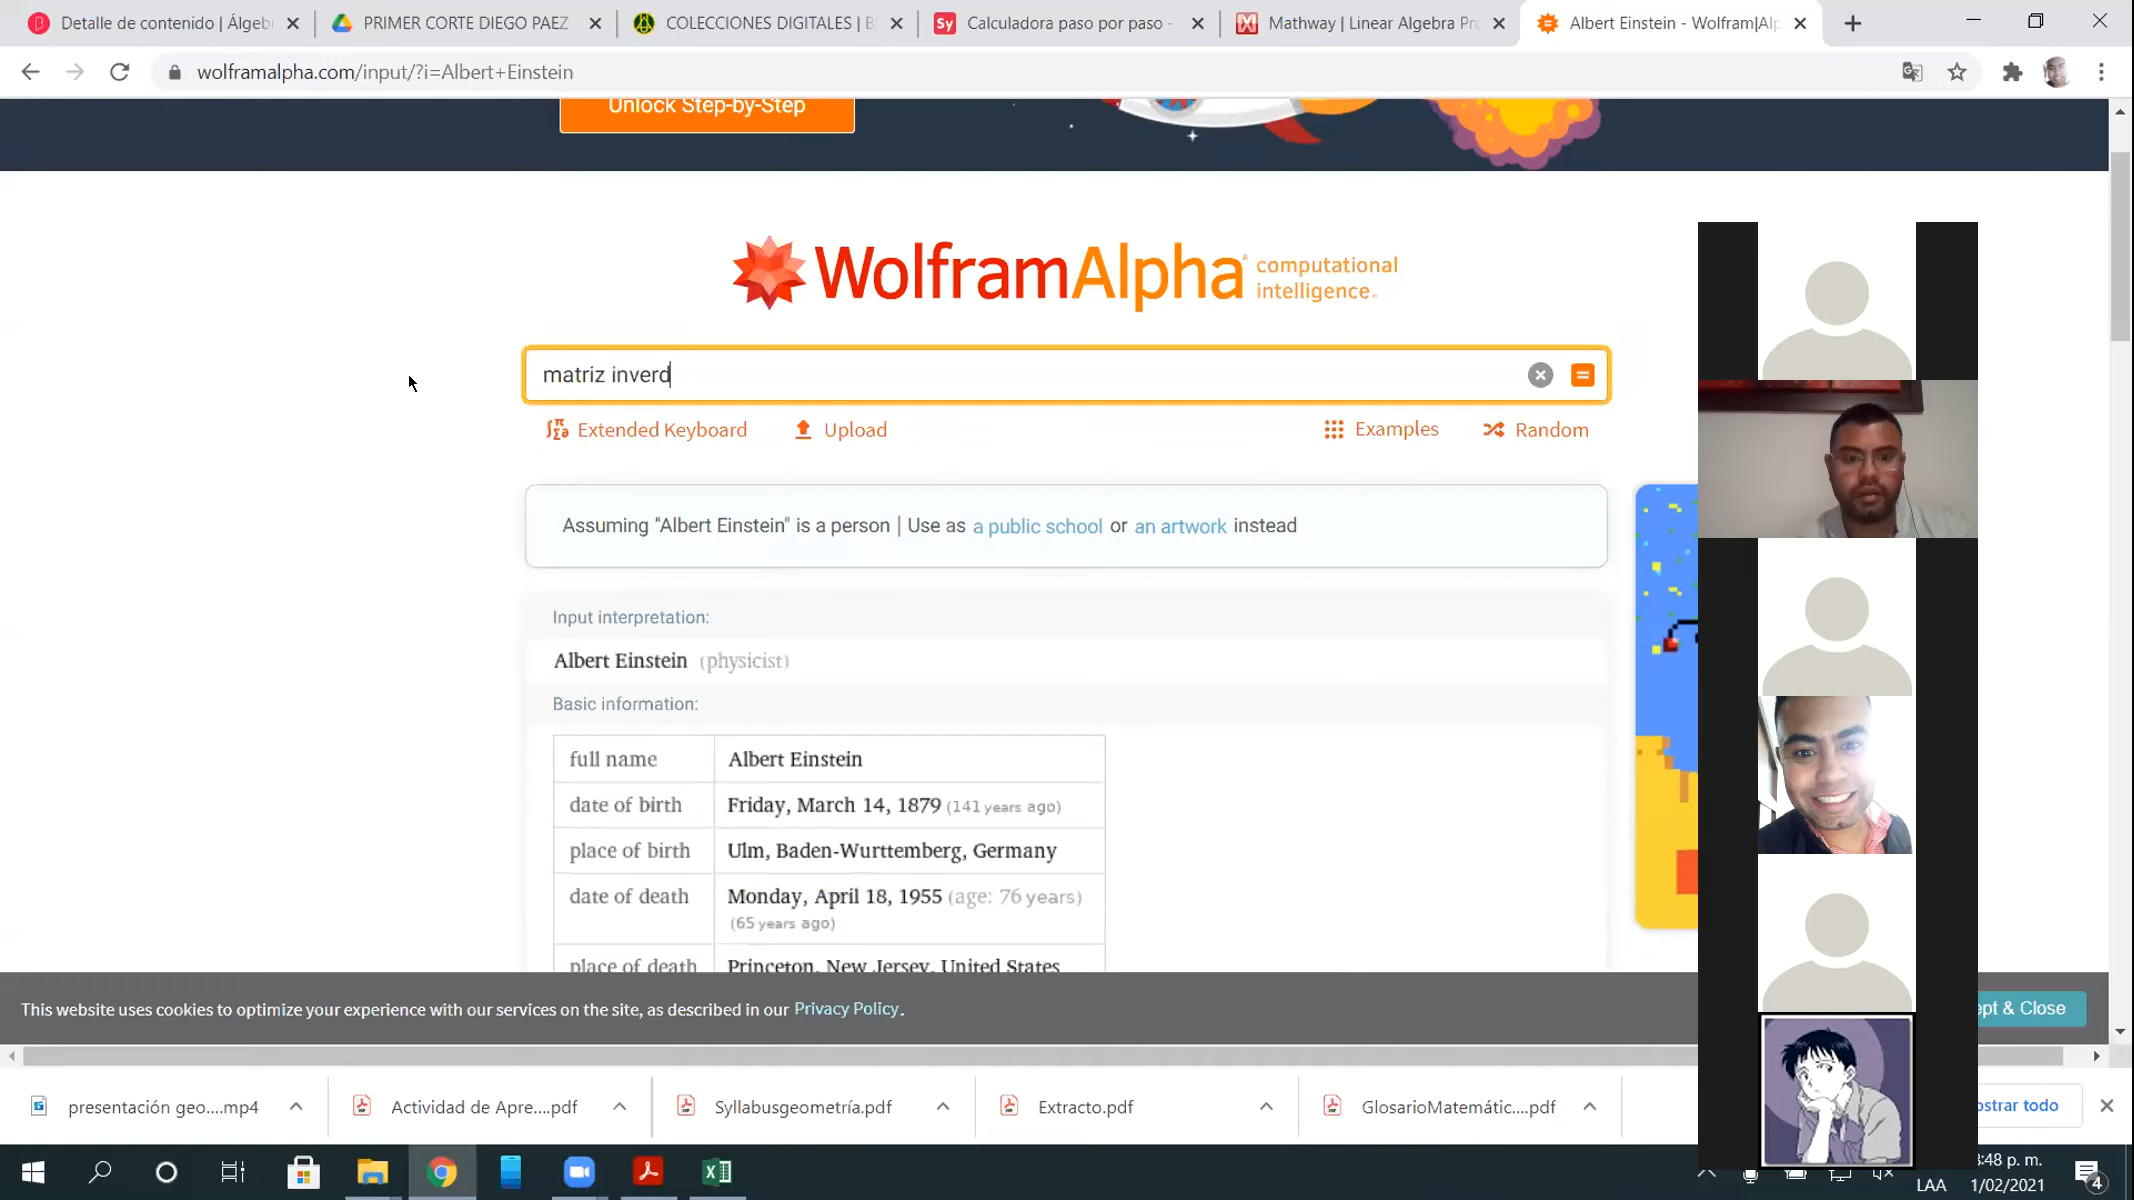 Detalle de contenido | Álgeb
PRIMER CORTE DIEGO PAEZ
COLECCIONES DIGITALES | B
Calculadora paso por paso -
Mathway | Linear Algebra Pr
Albert Einstein - Wolfram|Alp
wolframalpha.com/input/?i=Albert+Einstein
Unlock Step-by-Step
WolframAlpha computational
intelligence
matriz inverd
Extended Keyboard
Upload
Examples
Random
Assuming "Albert Einstein" is a person | Use as a public school or an artwork instead
Input interpretation:
Albert Einstein (physicist)
Basic information:
full name Albert Einstein
date of birth Friday, March 14, 1879 (141 years ago)
place of birth Ulm, Baden-Wurttemberg, Germany
date of death Monday, April 18, 1955 (age: 76 years)
(65 years ago)
place of death Princeton, New Jersey, United States
This website uses cookies to optimize your experience with our services on the site, as described in our Privacy Policy.
ept & Close
presentación geo....mp4
Actividad de Apre....pdf
Syllabusgeometría.pdf
Extracto.pdf
GlosarioMatemátic....pdf
ostrar todo
:48 p. m.
LAA
1/02/2021
4